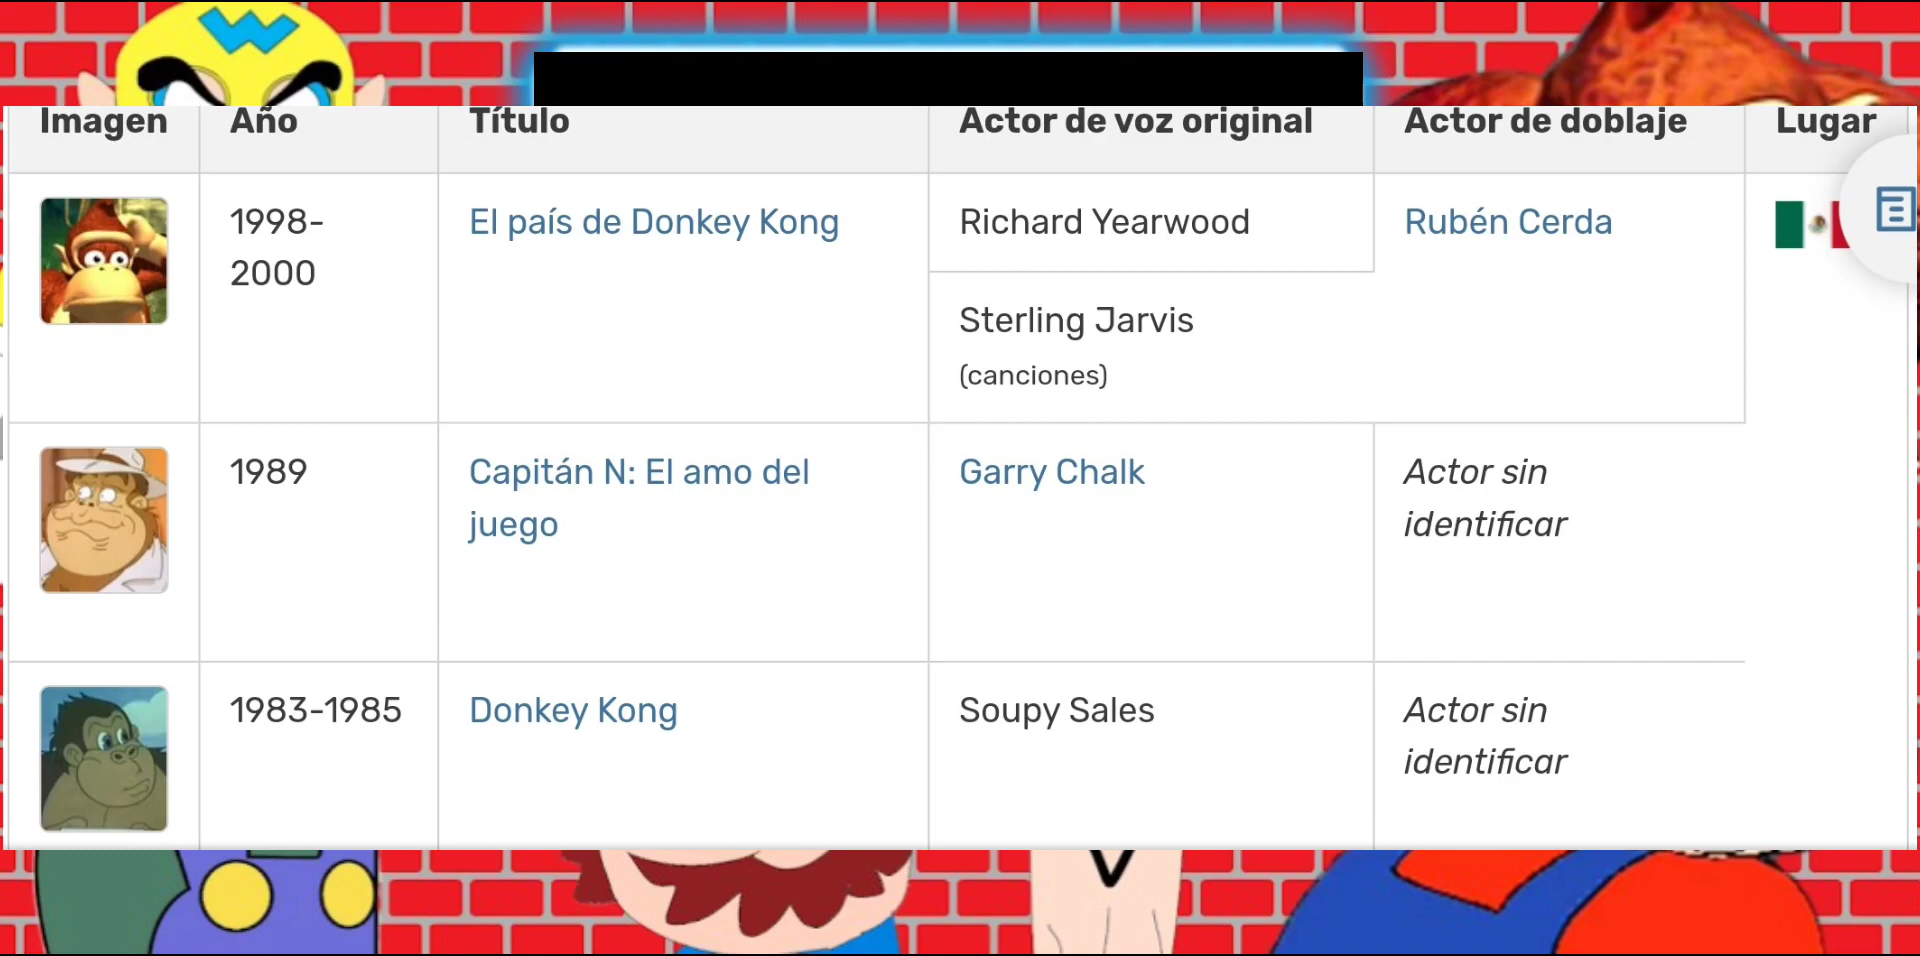 Imagen Año Título Actor de voz original Actor de doblaje Lugar
1998- El país de Donkey Kong Richard Yearwood Rubén Cerda
2000
Sterling Jarvis
(canciones)
1989 Capitán N: El amo del Garry Chalk Actor sin
juego identificar
1983-1985 Donkey Kong Soupy Sales Actor sin
identificar